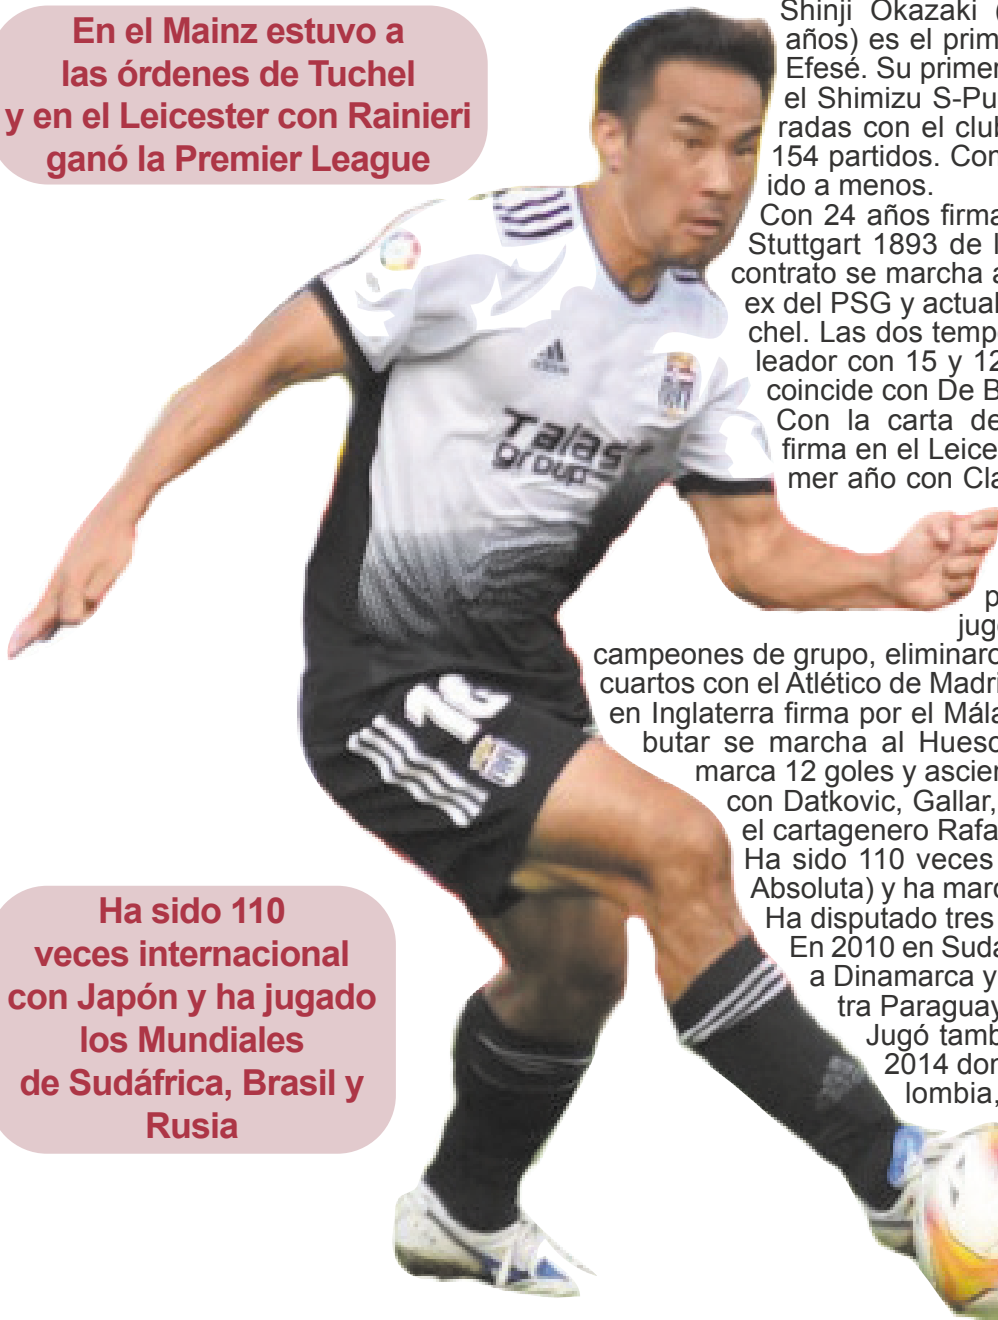 En el Mainz estuvo a
las órdenes de Tuchel
y en el Leicester con Rainieri
ganó la Premier League
Shinji Okazaki
años) es el prim
Efesé. Su primer
el Shimizu S-Pu
radas con el club
154 partidos. Con
ido a menos.
Con 24 años firma
Stuttgart 1893 de l
contrato se marcha a
ex del PSG y actual
chel. Las dos temp
leador con 15 y 12
coincide con De B
Con la carta de
firma en el Leice
mer año con Cla
p
jug
campeones de grupo, eliminaro
cuartos con el Atlético de Madri
en Inglaterra firma por el Mála
butar se marcha al Huesc
marca 12 goles y ascien
con Datkovic, Gallar,
el cartagenero Rafa
Ha sido 110 veces
Absoluta) y ha marc
Ha disputado tres
En 2010 en Sudá
a Dinamarca y
tra Paraguay
Jugó tamb
2014 don
lombia,
Talas
group
adidas
Ha sido 110
veces internacional
con Japón y ha jugado
los Mundiales
de Sudáfrica, Brasil y
Rusia